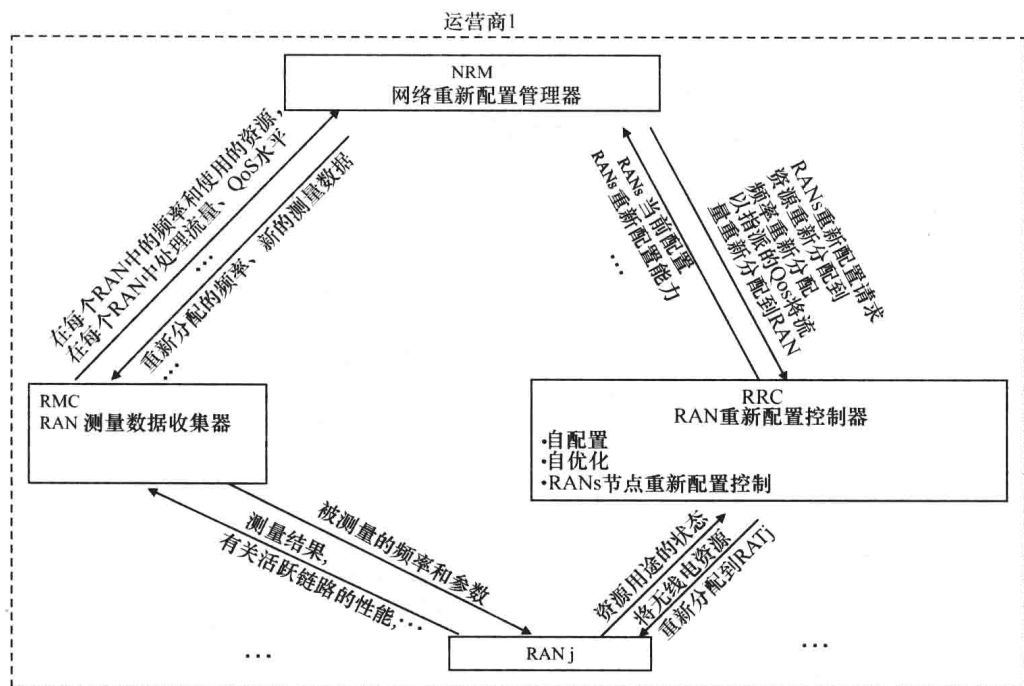 运营商1
NRM
网络重新配置管理器
在每个RAN中的频率和使用的资源,
在每个RAN中处理流量、QoS水平
…
重新分配的频率、新的测量数据
…
RANs 当前配置
RANs 重新配置能力
…
RANs重新配置请求
资源重新分配到
频率重新分配
以指派的Qos将流
量重新分配到RAN
RMC
RAN 测量数据收集器
RRC
RAN重新配置控制器
•自配置
•自优化
•RANs节点重新配置控制
被测量的频率和参数
测量结果,
有关活跃链路的性能,…
资源用途的状态
将无线电资源
重新分配到RATj
RAN j
…
…